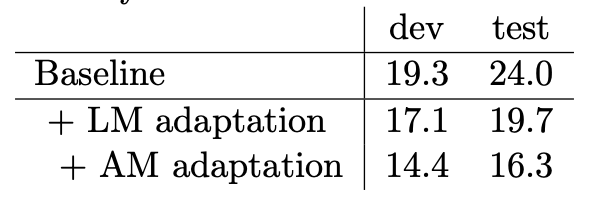 dev test
Baseline 19.3 24.0
+ LM adaptation 17.1 19.7
+ AM adaptation 14.4 16.3